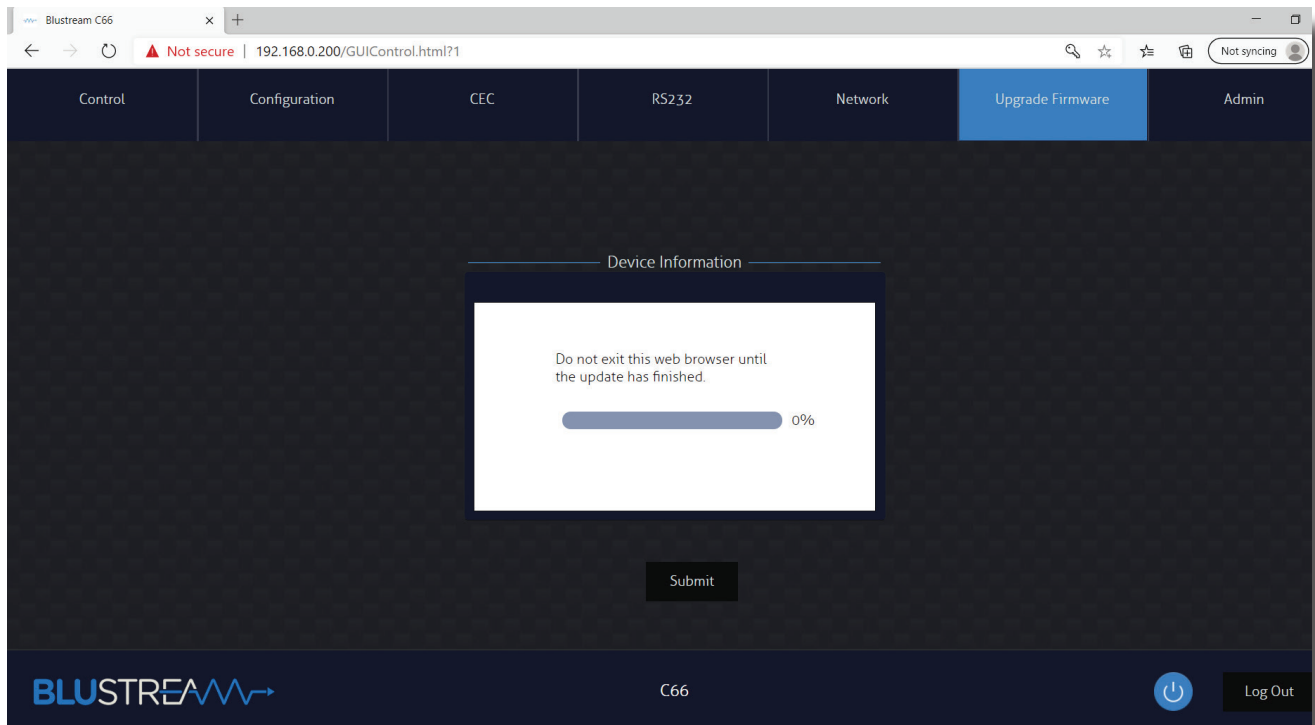 Blustream C66
Not secure | 192.168.0.200/GUIControl.html?1
Not syncing
Control Configuration CEC RS232 Network Upgrade Firmware Admin
Device Information
Do not exit this web browser until
the update has finished.
0%
Submit
BLUSTREAM C66 Log Out